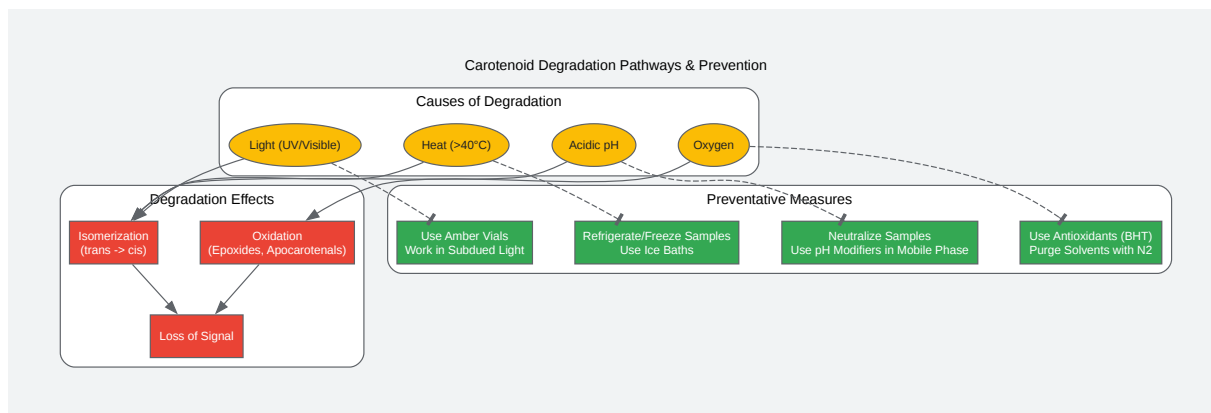 Carotenoid Degradation Pathways & Prevention
Causes of Degradation
Light (UV/Visible)
Heat (>40°C)
Acidic pH
Oxygen
Degradation Effects
Isomerization
(trans -> cis)
Oxidation
(Epoxides, Apocarotenals)
Loss of Signal
Preventative Measures
Use Amber Vials
Work in Subdued Light
Refrigerate/Freeze Samples
Use Ice Baths
Neutralize Samples
Use pH Modifiers in Mobile Phase
Use Antioxidants (BHT)
Purge Solvents with N2